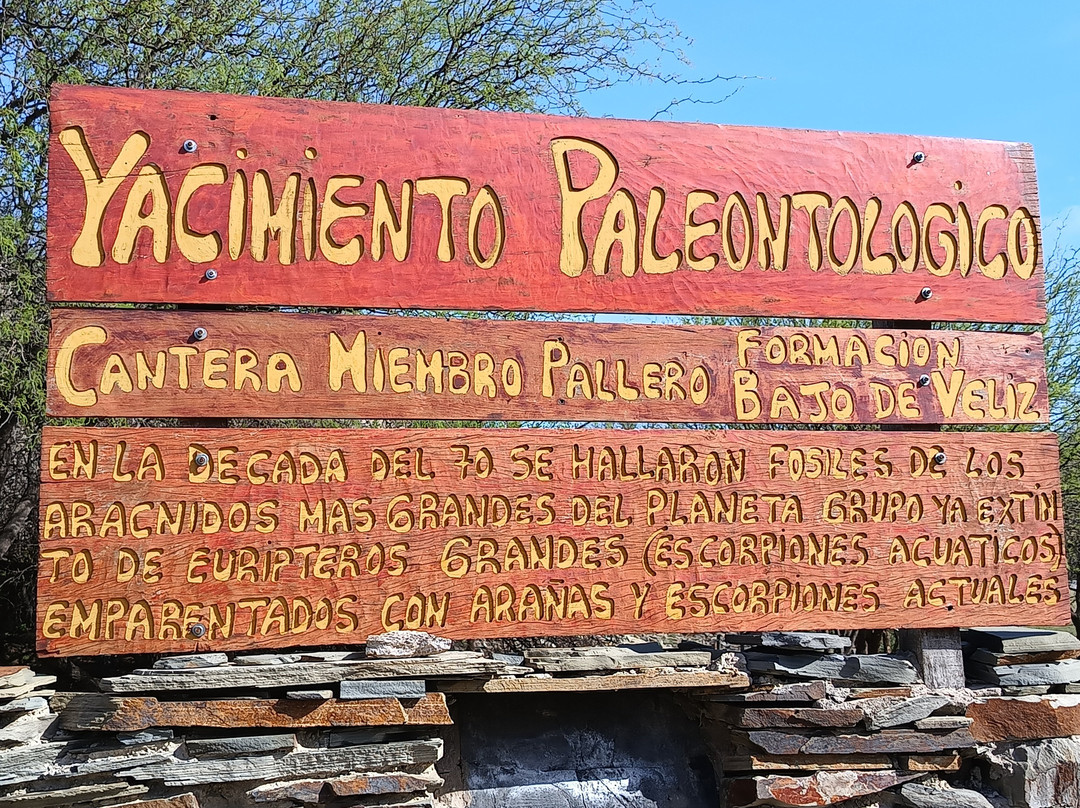 YACIMIENTO PALEONTOLOGICO
CANTERA MIEMBRO PALLERO FORMACION
BAJO DE VELIZ
EN LA DECADA DEL 70 SE HALLARON FOSILES DE LOS
ARACNIDOS MAS GRANDES DEL PLANETA GRUPO YA EXTIN
TO DE EURIPTEROS GRANDES (ESCORPIONES ACUATICOS)
EMPARENTADOS CON ARAÑAS Y ESCORPIONES ACTUALES